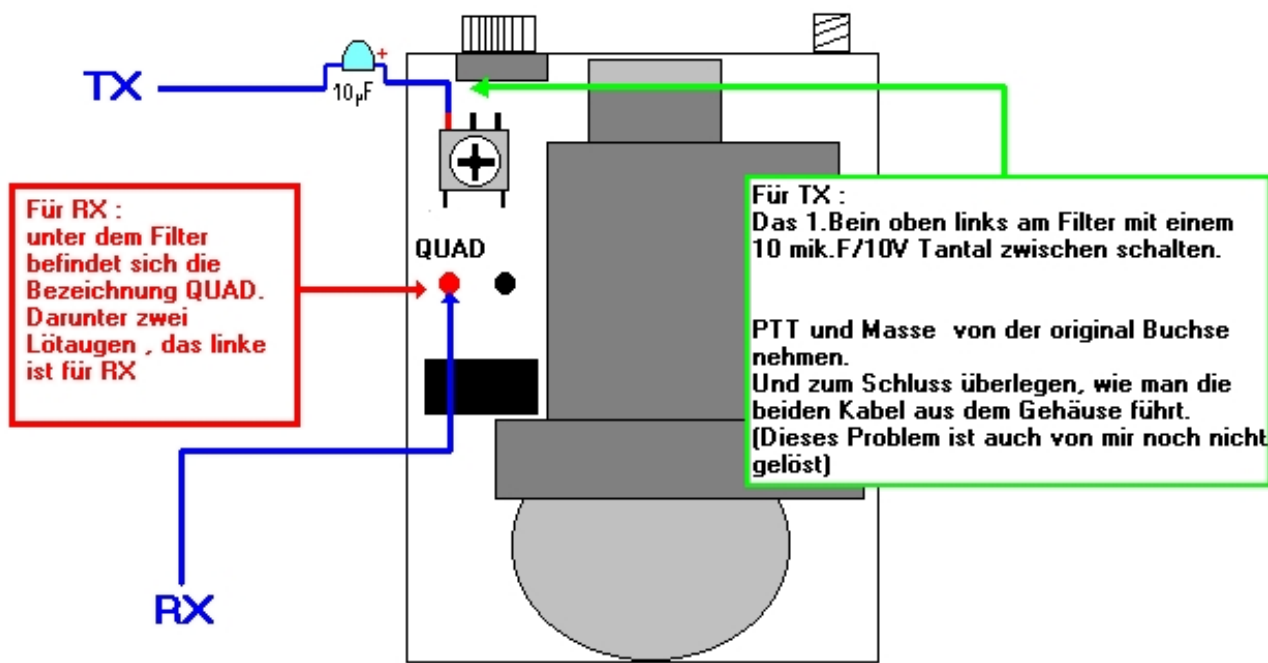 TX
+
10µF
Für RX :
unter dem Filter
befindet sich die
Bezeichnung QUAD.
Darunter zwei
Lötaugen , das linke
ist für RX
QUAD
Für TX :
Das 1.Bein oben links am Filter mit einem
10 mik.F/10V Tantal zwischen schalten.
PTT und Masse von der original Buchse
nehmen.
Und zum Schluss überlegen, wie man die
beiden Kabel aus dem Gehäuse führt.
(Dieses Problem ist auch von mir noch nicht
gelöst)
RX